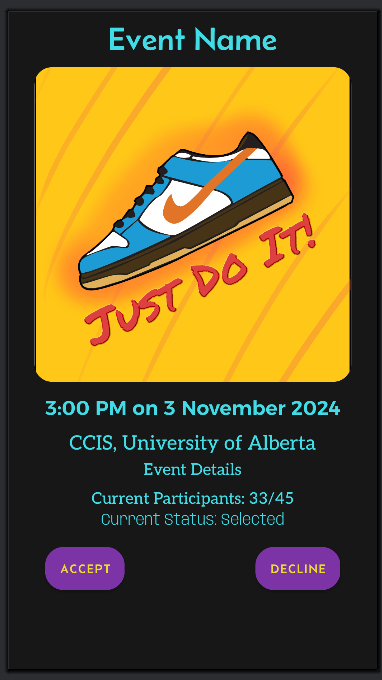 Event Name
Just Do It!
3:00 PM on 3 November 2024
CCIS, University of Alberta
Event Details
Current Participants: 33/45
Current Status: Selected
ACCEPT
DECLINE